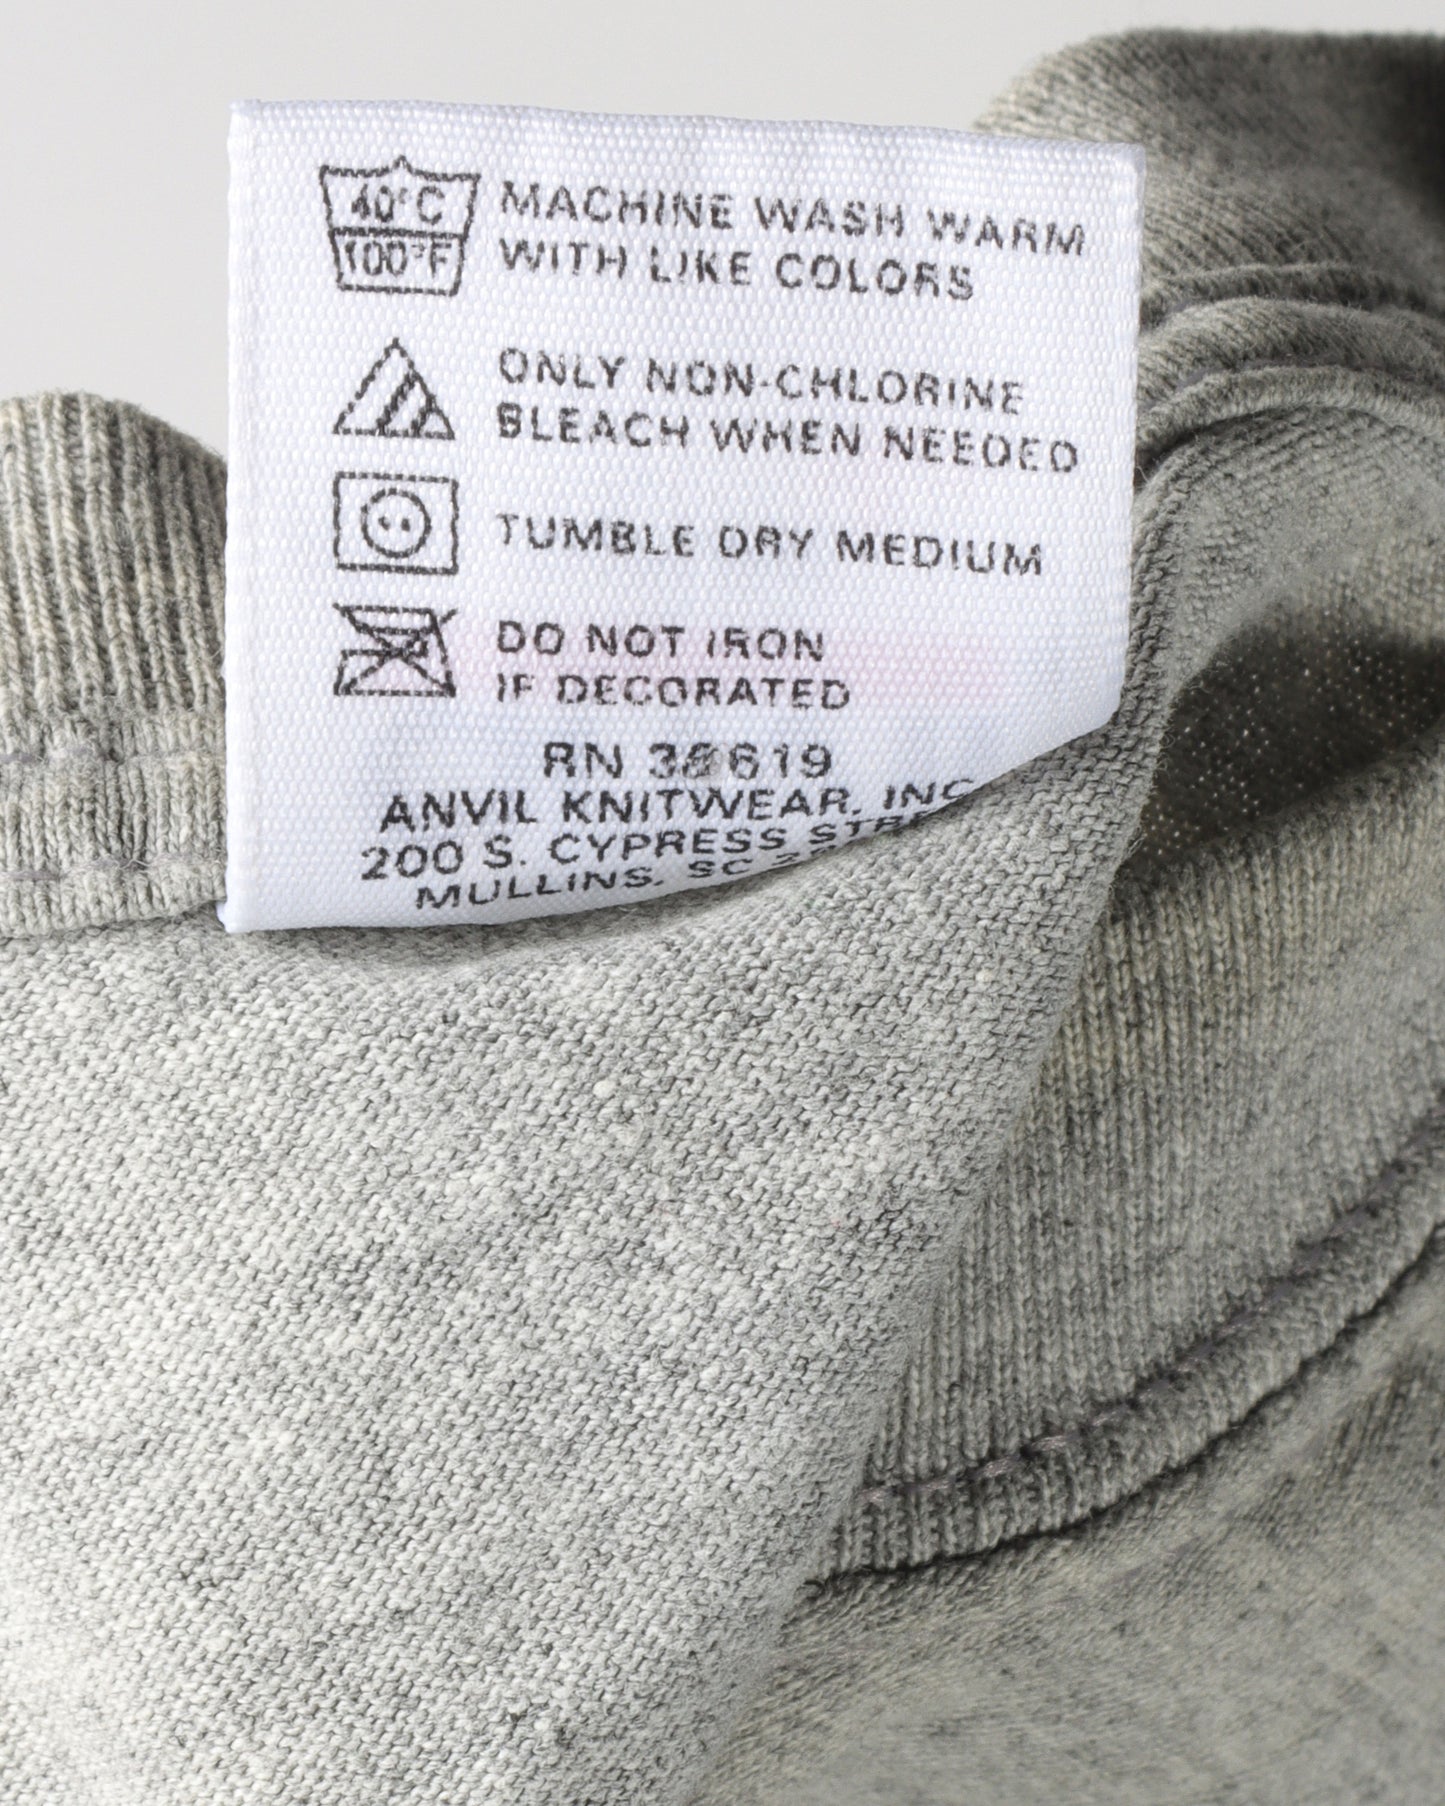 40°C
100°F
MACHINE WASH WARM
WITH LIKE COLORS
ONLY NON-CHLORINE
BLEACH WHEN NEEDED
TUMBLE DRY MEDIUM
DO NOT IRON
IF DECORATED
RN 38619
ANVIL KNITWEAR, INC
200 S. CYPRESS
MULLINS, SC